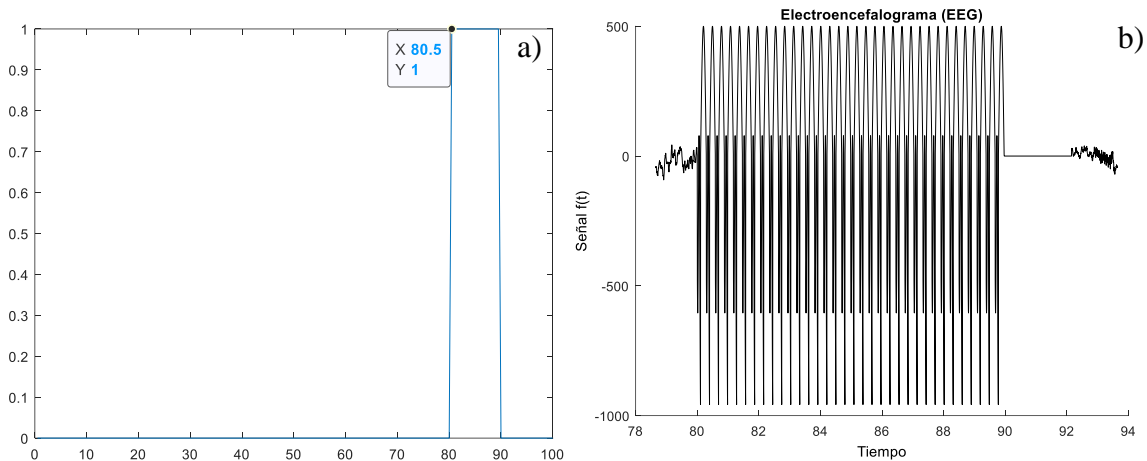 a)
X 80.5
Y 1
1
0.9
0.8
0.7
0.6
0.5
0.4
0.3
0.2
0.1
0
0 10 20 30 40 50 60 70 80 90 100
Electroencefalograma (EEG)
b)
500
0
-500
-1000
Señal f(t)
78 80 82 84 86 88 90 92 94
Tiempo